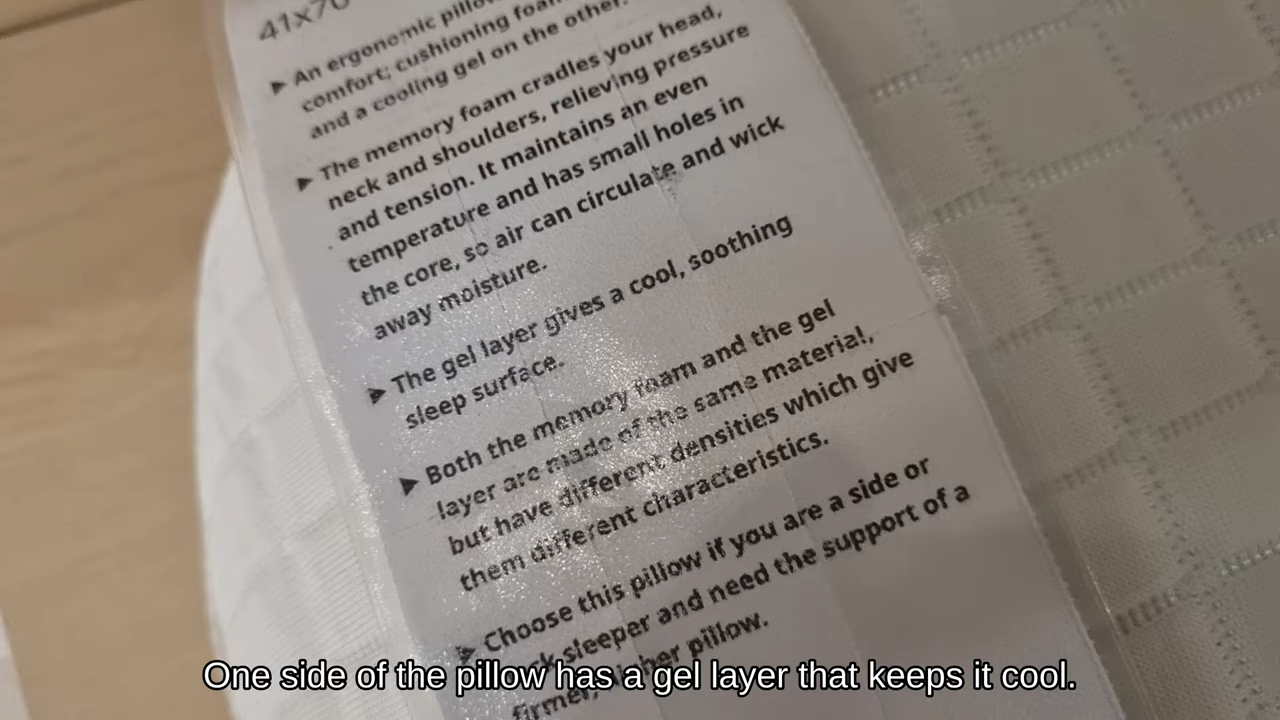 41x70
▶ An ergonomic pillow
comfort; cushioning foam
and a cooling gel on the other.
▶ The memory foam cradles your head,
neck and shoulders, relieving pressure
and tension. It maintains an even
temperature and has small holes in
the core, so air can circulate and wick
away moisture.
▶ The gel layer gives a cool, soothing
sleep surface.
▶ Both the memory foam and the gel
layer are made of the same material,
but have different densities which give
them different characteristics.
▶ Choose this pillow if you are a side or
sleeper and need the support of a
firmer, pillow.
One side of the pillow has a gel layer that keeps it cool.